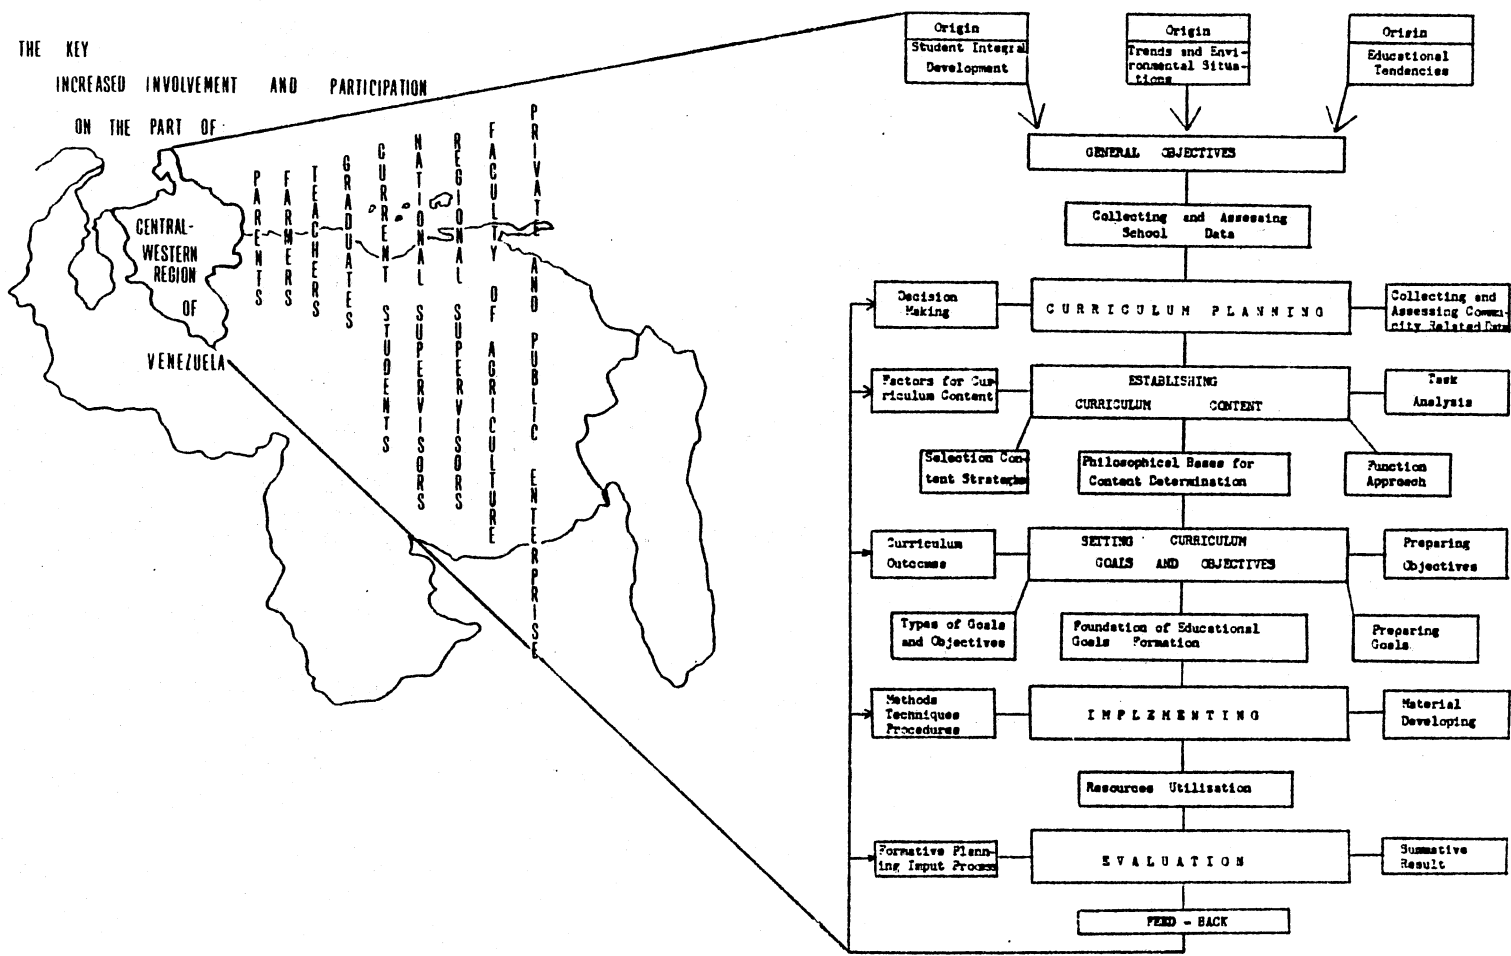 THE KEY
INCREASED INVOLVEMENT AND PARTICIPATION
ON THE PART OF
CENTRAL-
WESTERN
REGION
OF
VENEZUELA
PARENTS
FARMERS
TEACHERS
GRADUATES
CURRENT STUDENTS
NATIONAL SUPERVISORS
REGIONAL SUPERVISORS
FACULTY OF AGRICULTURE
PRIVATE AND PUBLIC ENTERPRISE
Origin
Student Integral
Development
Origin
Trends and Envi-
ronmental Situa-
tions
Origin
Educational
Tendencies
GENERAL OBJECTIVES
Collecting and Assessing
School Data
Decision
Making
CURRICULUM PLANNING
Collecting and
Assessing Commu-
nity Related Data
Factors for Cur-
riculum Content
ESTABLISHING
CURRICULUM CONTENT
Task
Analysis
Selection Con-
tent Strategies
Philosophical Bases for
Content Determination
Function
Approach
Curriculum
Outcomes
SETTING CURRICULUM
GOALS AND OBJECTIVES
Preparing
Objectives
Types of Goals
and Objectives
Foundation of Educational
Goals Formation
Preparing
Goals
Methods
Techniques
Procedures
IMPLEMENTING
Material
Developing
Resources Utilisation
Formative Plann-
ing Input Process
EVALUATION
Summative
Result
FEED - BACK